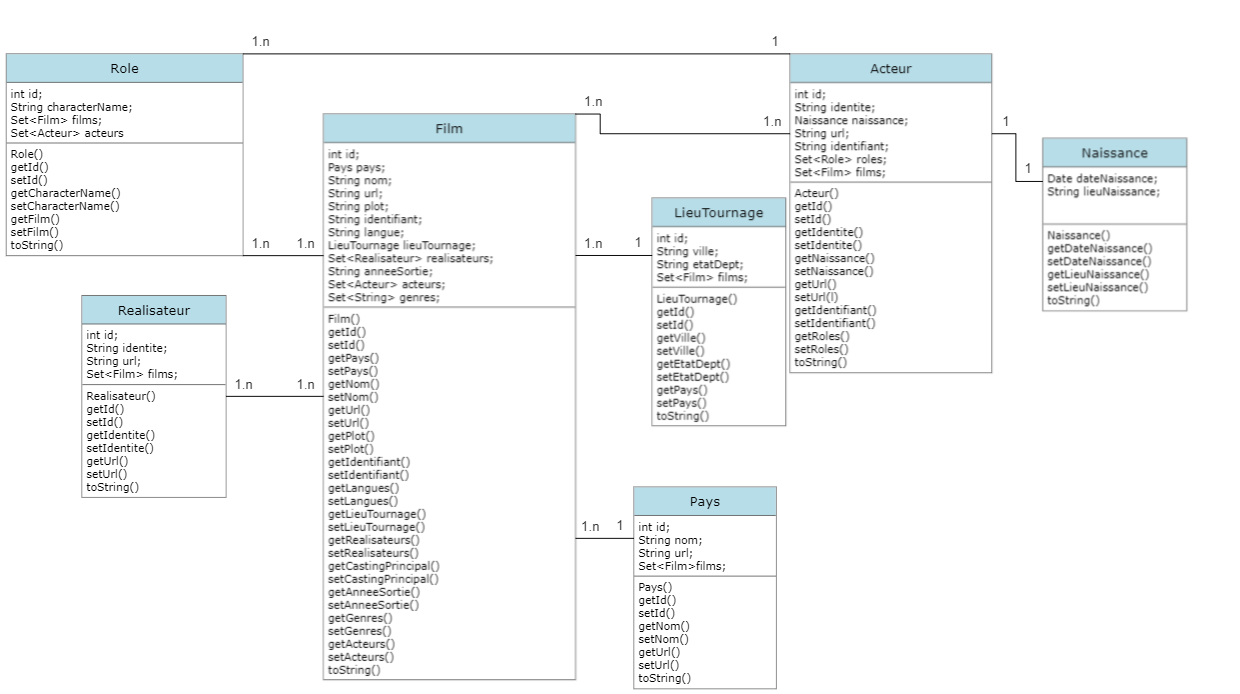 1.n
1
Role
int id;
String characterName;
Set<Film> films;
Set<Acteur> acteurs
Role()
getId()
setId()
getCharacterName()
setCharacterName()
getFilm()
setFilm()
toString()
1.n
1.n
Realisateur
int id;
String identite;
String url;
Set<Film> films;
Realisateur()
getId()
setId()
getIdentite()
setIdentite()
getUrl()
setUrl()
toString()
1.n
1.n
Film
int id;
Pays pays;
String nom;
String url;
String plot;
String identifiant;
String langue;
LieuTournage lieuTournage;
Set<Realisateur> realisateurs;
String anneeSortie;
Set<Acteur> acteurs;
Set<String> genres;
Film()
getId()
setId()
getPays()
setPays()
getNom()
setNom()
getUrl()
setUrl()
getPlot()
setPlot()
getIdentifiant()
setIdentifiant()
getLangues()
setLangues()
getLieuTournage()
setLieuTournage()
getRealisateurs()
setRealisateurs()
getCastingPrincipal()
setCastingPrincipal()
getAnneeSortie()
setAnneeSortie()
getGenres()
setGenres()
getActeurs()
setActeurs()
toString()
1.n
1.n
1.n
1
LieuTournage
int id;
String ville;
String etatDept;
Set<Film> films;
LieuTournage()
getId()
setId()
getVille()
setVille()
getEtatDept()
setEtatDept()
getPays()
setPays()
toString()
1.n
1
Pays
int id;
String nom;
String url;
Set<Film>films;
Pays()
getId()
setId()
getNom()
setNom()
getUrl()
setUrl()
toString()
Acteur
int id;
String identite;
Naissance naissance;
String url;
String identifiant;
Set<Role> roles;
Set<Film> films;
Acteur()
getId()
setId()
getIdentite()
setIdentite()
getNaissance()
setNaissance()
getUrl()
setUrl(l)
getIdentifiant()
setIdentifiant()
getRoles()
setRoles()
toString()
1
1
Naissance
Date dateNaissance;
String lieuNaissance;
Naissance()
getDateNaissance()
setDateNaissance()
getLieuNaissance()
setLieuNaissance()
toString()